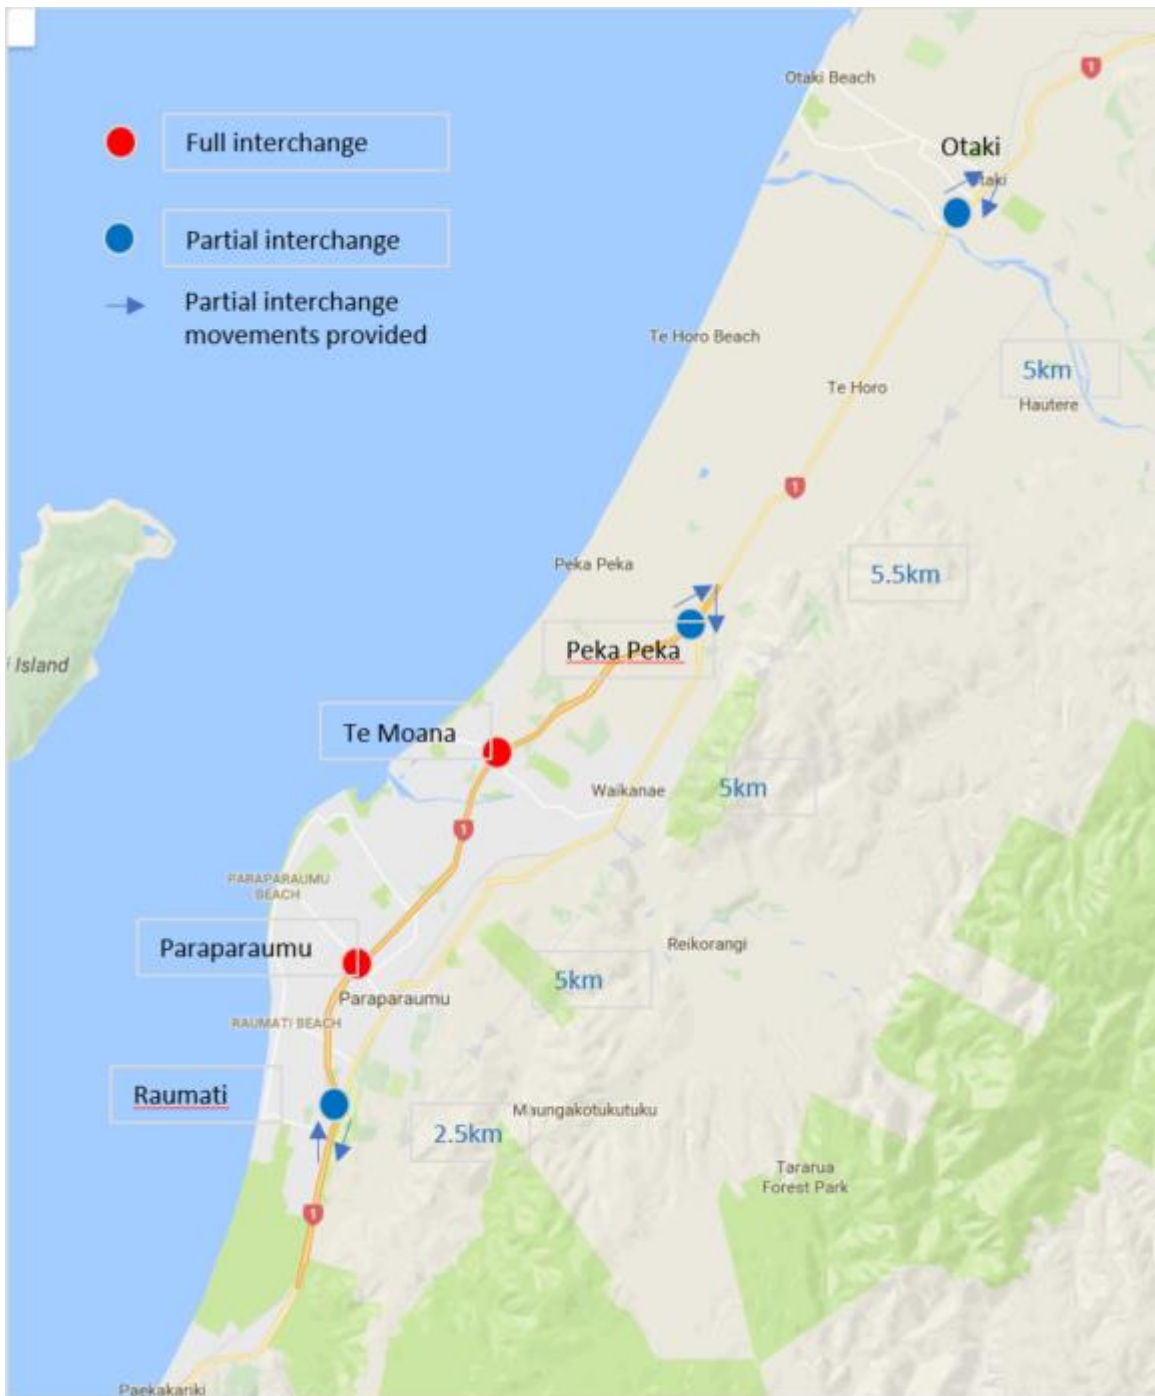 Otaki Beach
1
Full interchange
Otaki
taki
Partial interchange
Partial interchange
movements provided
Te Horo Beach
5km
Te Horo
Hautere
1
Peka Peka
5.5km
Peka Peka
i Island
Te Moana
Waikanae
5km
1
PARAPARAUMU
BEACH
Paraparaumu
Reikorangi
5km
Paraparaumu
RAUMATI BEACH
Raumati
Maungakotukutuku
2.5km
Tararua
Forest Park
1
Paekakariki